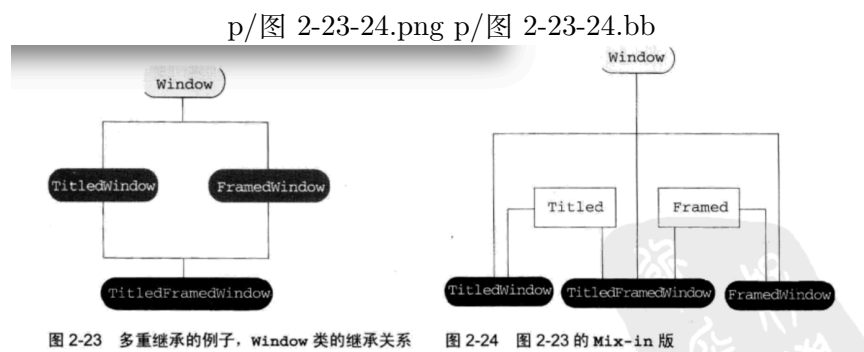 p/图 2-23-24.png p/图 2-23-24.bb
Window
TitledWindow
FramedWindow
TitledFramedWindow
图 2-23 多重继承的例子，Window 类的继承关系
Window
Titled
Framed
TitledWindow
TitledFramedWindow
FramedWindow
图 2-24 图 2-23 的 Mix-in 版